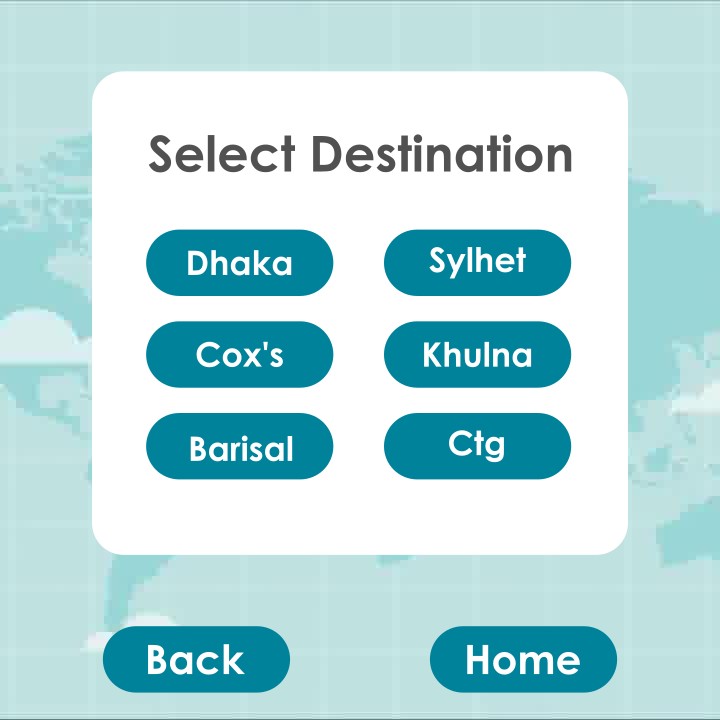 Select Destination
Dhaka Sylhet
Cox's Khulna
Barisal Ctg
Back Home